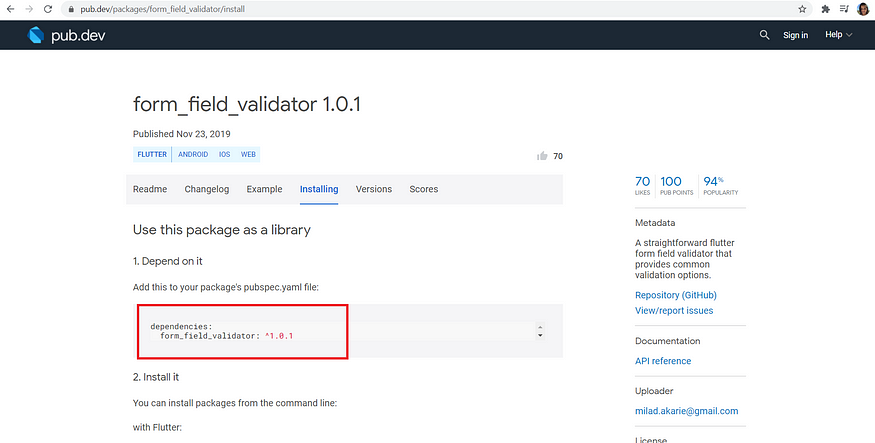 pub.dev/packages/form_field_validator/install
pub.dev
Sign in
Help
form_field_validator 1.0.1
Published Nov 23, 2019
FLUTTER ANDROID IOS WEB
70
Readme Changelog Example Installing Versions Scores
Use this package as a library
1. Depend on it
Add this to your package's pubspec.yaml file:
dependencies:
form_field_validator: ^1.0.1
2. Install it
You can install packages from the command line:
with Flutter:
70 100 94%
LIKES PUB POINTS POPULARITY
Metadata
A straightforward flutter
form field validator that
provides common
validation options.
Repository (GitHub)
View/report issues
Documentation
API reference
Uploader
milad.akarie@gmail.com
License